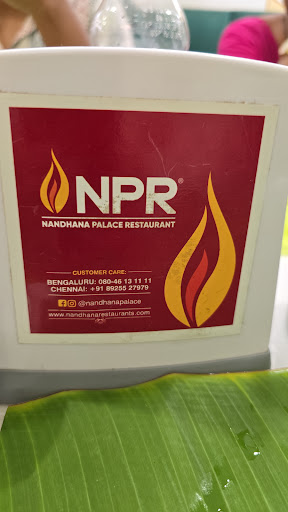 NPR®
NANDHANA PALACE RESTAURANT
CUSTOMER CARE:
BENGALURU: 080-46 13 11 11
CHENNAI: +91 89255 27979
@nandhanapalace
www.nandhanarestaurants.com